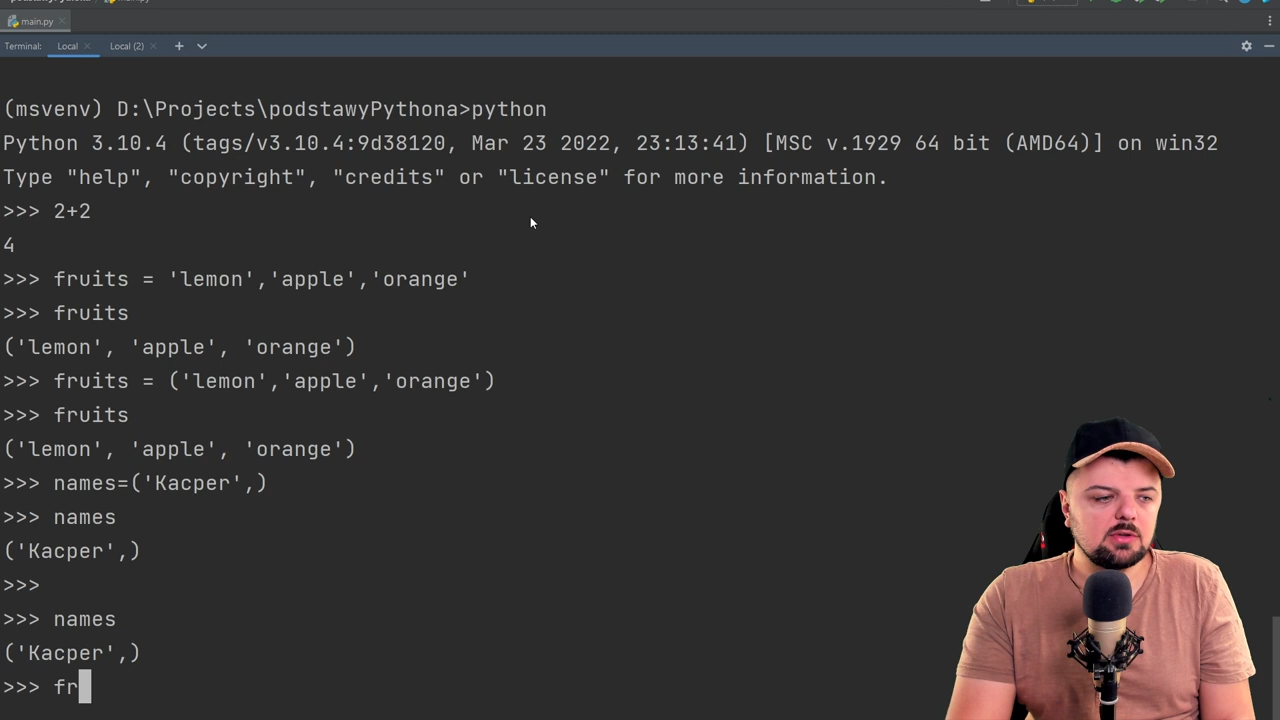 main.py
Terminal: Local Local (2)
(msvenv) D:\Projects\podstawyPythona>python
Python 3.10.4 (tags/v3.10.4:9d38120, Mar 23 2022, 23:13:41) [MSC v.1929 64 bit (AMD64)] on win32
Type "help", "copyright", "credits" or "license" for more information.
>>> 2+2
4
>>> fruits = 'lemon','apple','orange'
>>> fruits
('lemon', 'apple', 'orange')
>>> fruits = ('lemon','apple','orange')
>>> fruits
('lemon', 'apple', 'orange')
>>> names=('Kacper',)
>>> names
('Kacper',)
>>>
>>> names
('Kacper',)
>>> fr